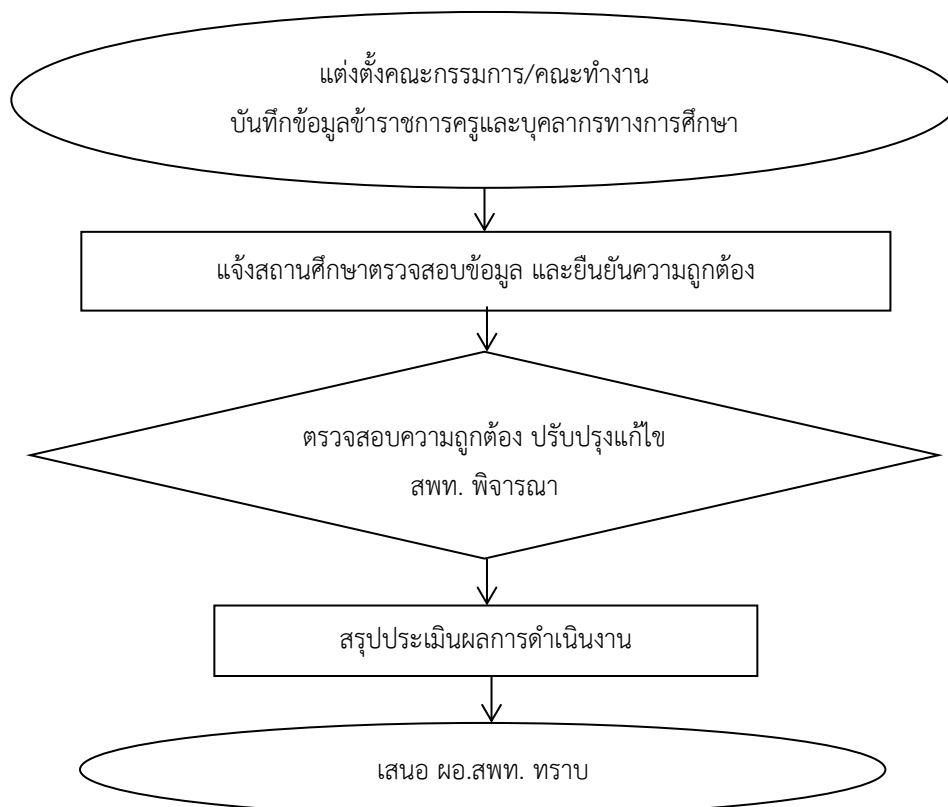 แต่งตั้งคณะกรรมการ/คณะทำงาน
บันทึกข้อมูลข้าราชการครูและบุคลากรทางการศึกษา
แจ้งสถานศึกษาตรวจสอบข้อมูล และยืนยันความถูกต้อง
ตรวจสอบความถูกต้อง ปรับปรุงแก้ไข
สพท. พิจารณา
สรุปประเมินผลการดำเนินงาน
เสนอ ผอ.สพท. ทราบ